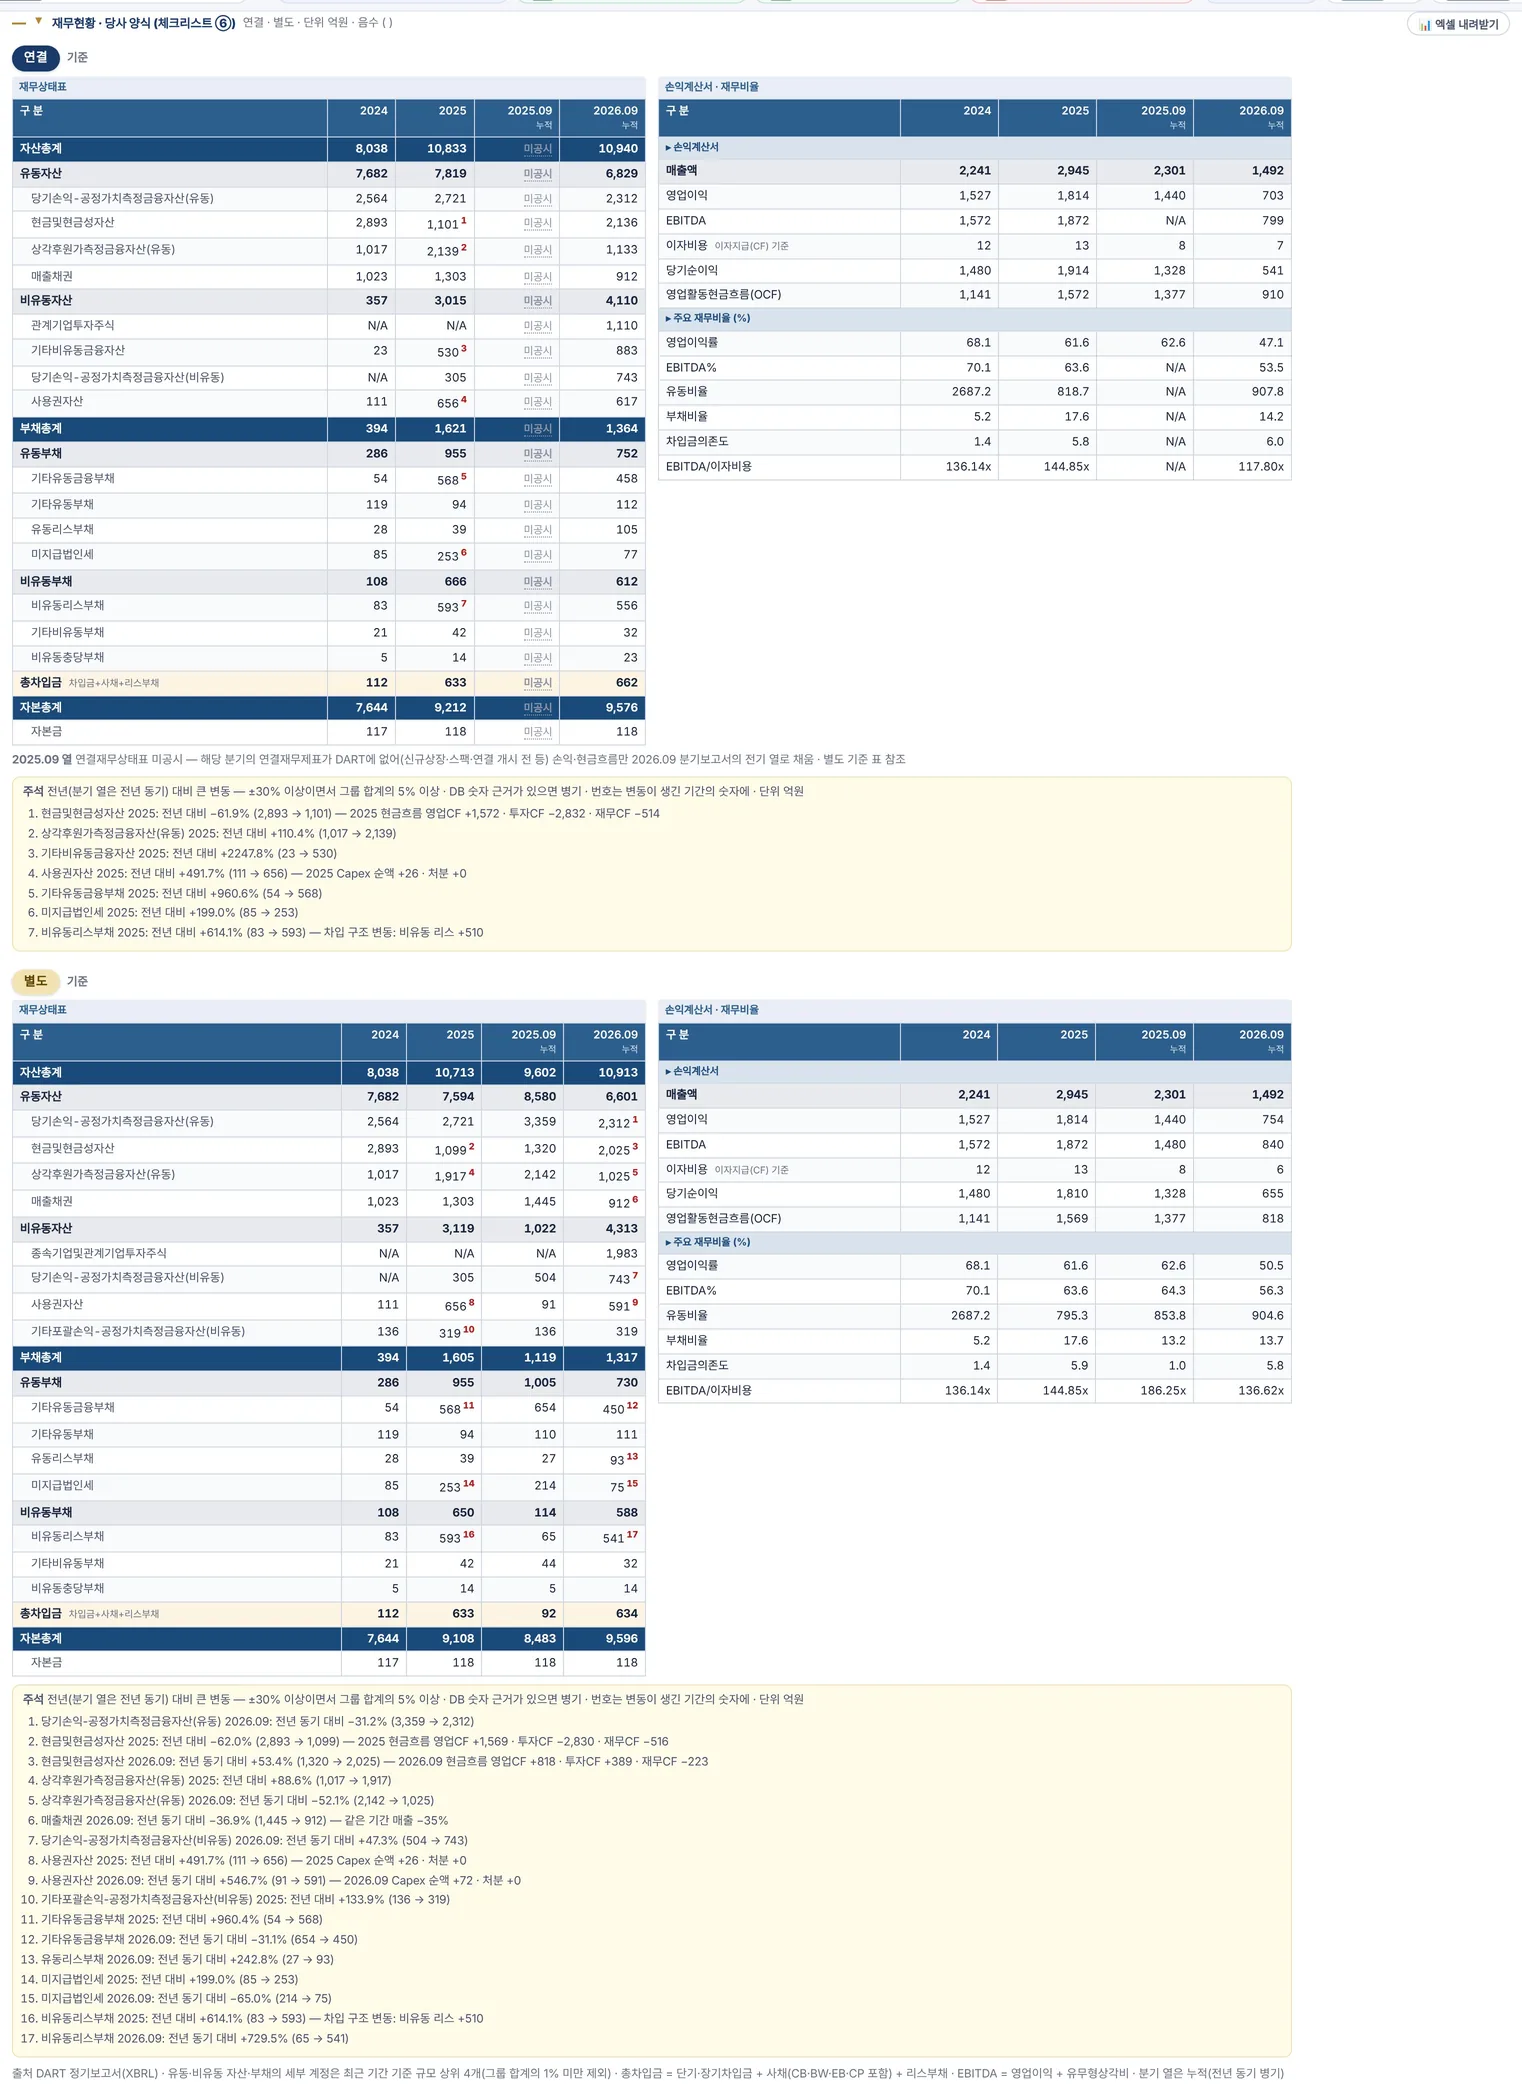 — ▼ 재무현황 · 당사 양식 (체크리스트 ⑥) 연결 · 별도 · 단위 억원 · 음수 ( )
📊 엑셀 내려받기
연결 기준
재무상태표
구 분 2024 2025 2025.09 누적 2026.09 누적
자산총계 8,038 10,833 미공시 10,940
유동자산 7,682 7,819 미공시 6,829
당기손익-공정가치측정금융자산(유동) 2,564 2,721 미공시 2,312
현금및현금성자산 2,893 1,101 1 미공시 2,136
상각후원가측정금융자산(유동) 1,017 2,139 2 미공시 1,133
매출채권 1,023 1,303 미공시 912
비유동자산 357 3,015 미공시 4,110
관계기업투자주식 N/A N/A 미공시 1,110
기타비유동금융자산 23 530 3 미공시 883
당기손익-공정가치측정금융자산(비유동) N/A 305 미공시 743
사용권자산 111 656 4 미공시 617
부채총계 394 1,621 미공시 1,364
유동부채 286 955 미공시 752
기타유동금융부채 54 568 5 미공시 458
기타유동부채 119 94 미공시 112
유동리스부채 28 39 미공시 105
미지급법인세 85 253 6 미공시 77
비유동부채 108 666 미공시 612
비유동리스부채 83 593 7 미공시 556
기타비유동부채 21 42 미공시 32
비유동충당부채 5 14 미공시 23
총차입금 차입금+사채+리스부채 112 633 미공시 662
자본총계 7,644 9,212 미공시 9,576
자본금 117 118 미공시 118
손익계산서 · 재무비율
구 분 2024 2025 2025.09 누적 2026.09 누적
▸ 손익계산서
매출액 2,241 2,945 2,301 1,492
영업이익 1,527 1,814 1,440 703
EBITDA 1,572 1,872 N/A 799
이자비용 이자지급(CF) 기준 12 13 8 7
당기순이익 1,480 1,914 1,328 541
영업활동현금흐름(OCF) 1,141 1,572 1,377 910
▸ 주요 재무비율 (%)
영업이익률 68.1 61.6 62.6 47.1
EBITDA% 70.1 63.6 N/A 53.5
유동비율 2687.2 818.7 N/A 907.8
부채비율 5.2 17.6 N/A 14.2
차입금의존도 1.4 5.8 N/A 6.0
EBITDA/이자비용 136.14x 144.85x N/A 117.80x
2025.09 열 연결재무상태표 미공시 — 해당 분기의 연결재무제표가 DART에 없어(신규상장·스팩·연결 개시 전 등) 손익·현금흐름만 2026.09 분기보고서의 전기 열로 채움 · 별도 기준 표 참조
주석 전년(분기 열은 전년 동기) 대비 큰 변동 — ±30% 이상이면서 그룹 합계의 5% 이상 · DB 숫자 근거가 있으면 병기 · 번호는 변동이 생긴 기간의 숫자에 · 단위 억원
1. 현금및현금성자산 2025: 전년 대비 −61.9% (2,893 → 1,101) — 2025 현금흐름 영업CF +1,572 · 투자CF −2,832 · 재무CF −514
2. 상각후원가측정금융자산(유동) 2025: 전년 대비 +110.4% (1,017 → 2,139)
3. 기타비유동금융자산 2025: 전년 대비 +2247.8% (23 → 530)
4. 사용권자산 2025: 전년 대비 +491.7% (111 → 656) — 2025 Capex 순액 +26 · 처분 +0
5. 기타유동금융부채 2025: 전년 대비 +960.6% (54 → 568)
6. 미지급법인세 2025: 전년 대비 +199.0% (85 → 253)
7. 비유동리스부채 2025: 전년 대비 +614.1% (83 → 593) — 차입 구조 변동: 비유동 리스 +510
별도 기준
재무상태표
구 분 2024 2025 2025.09 누적 2026.09 누적
자산총계 8,038 10,713 9,602 10,913
유동자산 7,682 7,594 8,580 6,601
당기손익-공정가치측정금융자산(유동) 2,564 2,721 3,359 2,312 1
현금및현금성자산 2,893 1,099 2 1,320 2,025 3
상각후원가측정금융자산(유동) 1,017 1,917 4 2,142 1,025 5
매출채권 1,023 1,303 1,445 912 6
비유동자산 357 3,119 1,022 4,313
종속기업및관계기업투자주식 N/A N/A N/A 1,983
당기손익-공정가치측정금융자산(비유동) N/A 305 504 743 7
사용권자산 111 656 8 91 591 9
기타포괄손익-공정가치측정금융자산(비유동) 136 319 10 136 319
부채총계 394 1,605 1,119 1,317
유동부채 286 955 1,005 730
기타유동금융부채 54 568 11 654 450 12
기타유동부채 119 94 110 111
유동리스부채 28 39 27 93 13
미지급법인세 85 253 14 214 75 15
비유동부채 108 650 114 588
비유동리스부채 83 593 16 65 541 17
기타비유동부채 21 42 44 32
비유동충당부채 5 14 5 14
총차입금 차입금+사채+리스부채 112 633 92 634
자본총계 7,644 9,108 8,483 9,596
자본금 117 118 118 118
손익계산서 · 재무비율
구 분 2024 2025 2025.09 누적 2026.09 누적
▸ 손익계산서
매출액 2,241 2,945 2,301 1,492
영업이익 1,527 1,814 1,440 754
EBITDA 1,572 1,872 1,480 840
이자비용 이자지급(CF) 기준 12 13 8 6
당기순이익 1,480 1,810 1,328 655
영업활동현금흐름(OCF) 1,141 1,569 1,377 818
▸ 주요 재무비율 (%)
영업이익률 68.1 61.6 62.6 50.5
EBITDA% 70.1 63.6 64.3 56.3
유동비율 2687.2 795.3 853.8 904.6
부채비율 5.2 17.6 13.2 13.7
차입금의존도 1.4 5.9 1.0 5.8
EBITDA/이자비용 136.14x 144.85x 186.25x 136.62x
주석 전년(분기 열은 전년 동기) 대비 큰 변동 — ±30% 이상이면서 그룹 합계의 5% 이상 · DB 숫자 근거가 있으면 병기 · 번호는 변동이 생긴 기간의 숫자에 · 단위 억원
1. 당기손익-공정가치측정금융자산(유동) 2026.09: 전년 동기 대비 −31.2% (3,359 → 2,312)
2. 현금및현금성자산 2025: 전년 대비 −62.0% (2,893 → 1,099) — 2025 현금흐름 영업CF +1,569 · 투자CF −2,830 · 재무CF −516
3. 현금및현금성자산 2026.09: 전년 동기 대비 +53.4% (1,320 → 2,025) — 2026.09 현금흐름 영업CF +818 · 투자CF +389 · 재무CF −223
4. 상각후원가측정금융자산(유동) 2025: 전년 대비 +88.6% (1,017 → 1,917)
5. 상각후원가측정금융자산(유동) 2026.09: 전년 동기 대비 −52.1% (2,142 → 1,025)
6. 매출채권 2026.09: 전년 동기 대비 −36.9% (1,445 → 912) — 같은 기간 매출 −35%
7. 당기손익-공정가치측정금융자산(비유동) 2026.09: 전년 동기 대비 +47.3% (504 → 743)
8. 사용권자산 2025: 전년 대비 +491.7% (111 → 656) — 2025 Capex 순액 +26 · 처분 +0
9. 사용권자산 2026.09: 전년 동기 대비 +546.7% (91 → 591) — 2026.09 Capex 순액 +72 · 처분 +0
10. 기타포괄손익-공정가치측정금융자산(비유동) 2025: 전년 대비 +133.9% (136 → 319)
11. 기타유동금융부채 2025: 전년 대비 +960.4% (54 → 568)
12. 기타유동금융부채 2026.09: 전년 동기 대비 −31.1% (654 → 450)
13. 유동리스부채 2026.09: 전년 동기 대비 +242.8% (27 → 93)
14. 미지급법인세 2025: 전년 대비 +199.0% (85 → 253)
15. 미지급법인세 2026.09: 전년 동기 대비 −65.0% (214 → 75)
16. 비유동리스부채 2025: 전년 대비 +614.1% (83 → 593) — 차입 구조 변동: 비유동 리스 +510
17. 비유동리스부채 2026.09: 전년 동기 대비 +729.5% (65 → 541)
출처 DART 정기보고서(XBRL) · 유동·비유동 자산·부채의 세부 계정은 최근 기간 기준 규모 상위 4개(그룹 합계의 1% 미만 제외) · 총차입금 = 단기·장기차입금 + 사채(CB·BW·EB·CP 포함) + 리스부채 · EBITDA = 영업이익 + 유무형상각비 · 분기 열은 누적(전년 동기 병기)